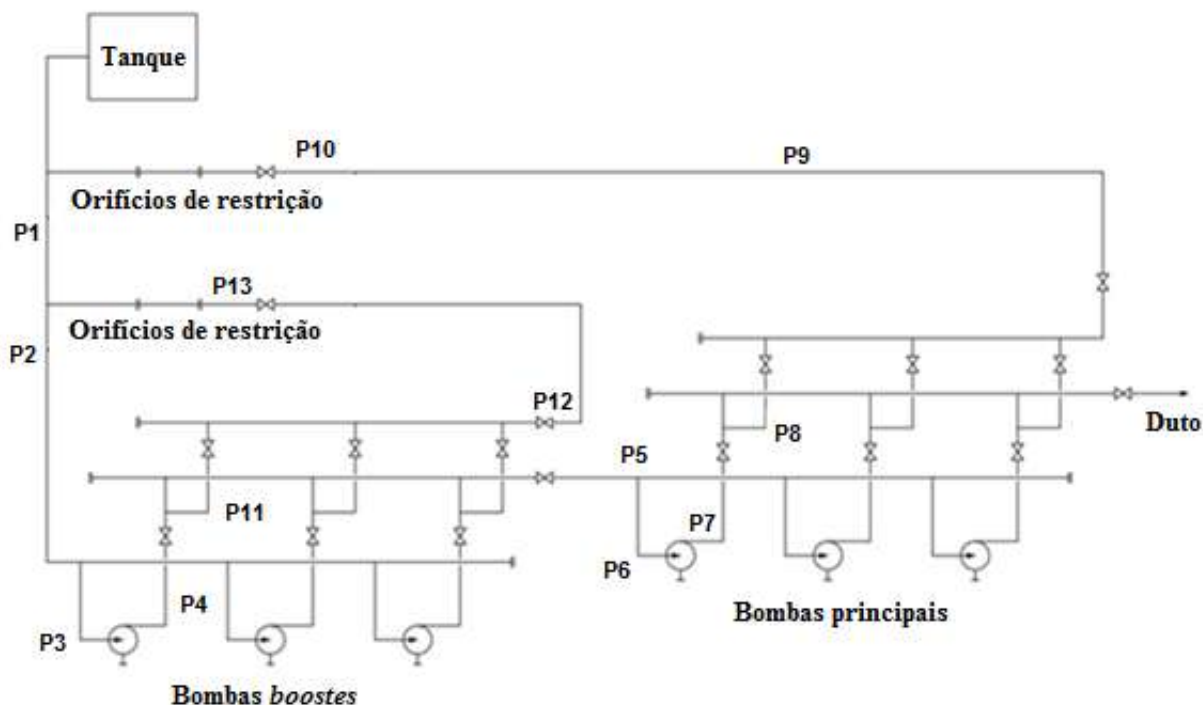 Tanque
P10
P9
Orifícios de restrição
P1
P13
Orifícios de restrição
P2
P12
Duto
P8
P5
P11
P7
P6
P4
Bombas principais
P3
Bombas boostes